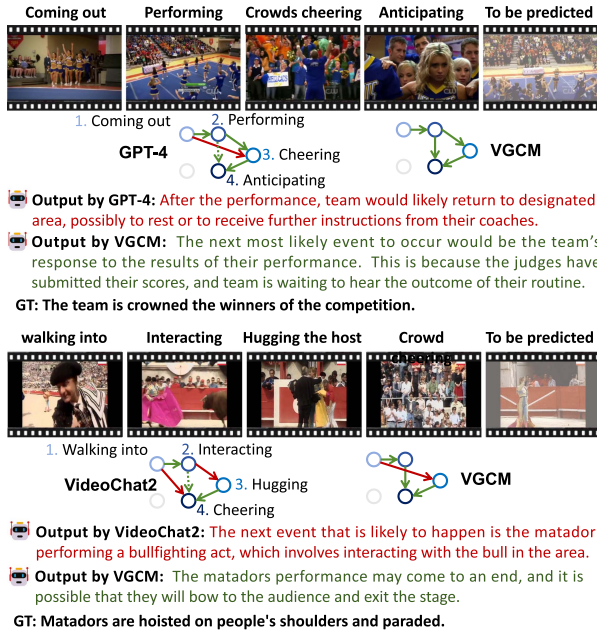 Coming out Performing Crowds cheering Anticipating To be predicted
1. Coming out 2. Performing
GPT-4 3. Cheering VGCM
4. Anticipating
Output by GPT-4: After the performance, team would likely return to designated
area, possibly to rest or to receive further instructions from their coaches.
Output by VGCM: The next most likely event to occur would be the team's
response to the results of their performance. This is because the judges have
submitted their scores, and team is waiting to hear the outcome of their routine.
GT: The team is crowned the winners of the competition.
walking into Interacting Hugging the host Crowd To be predicted
cheering
1. Walking into 2. Interacting
VideoChat2 3. Hugging VGCM
4. Cheering
Output by VideoChat2: The next event that is likely to happen is the matador
performing a bullfighting act, which involves interacting with the bull in the area.
Output by VGCM: The matadors performance may come to an end, and it is
possible that they will bow to the audience and exit the stage.
GT: Matadors are hoisted on people's shoulders and paraded.